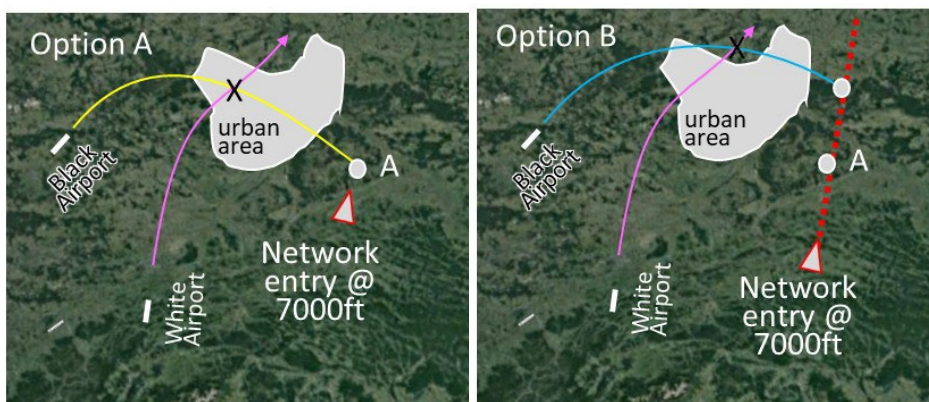 Option A
X
urban
area
A
Black
Airport
White
Airport
Network
entry @
7000ft
Option B
X
urban
area
A
Black
Airport
White
Airport
Network
entry @
7000ft